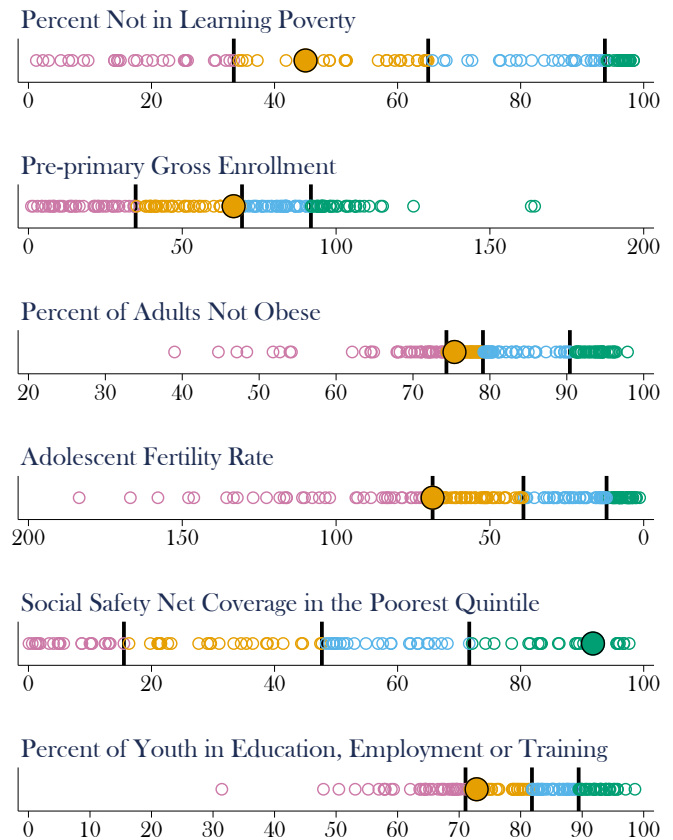 Percent Not in Learning Poverty
0 20 40 60 80 100
Pre-primary Gross Enrollment
0 50 100 150 200
Percent of Adults Not Obese
20 30 40 50 60 70 80 90 100
Adolescent Fertility Rate
200 150 100 50 0
Social Safety Net Coverage in the Poorest Quintile
0 20 40 60 80 100
Percent of Youth in Education, Employment or Training
0 10 20 30 40 50 60 70 80 90 100